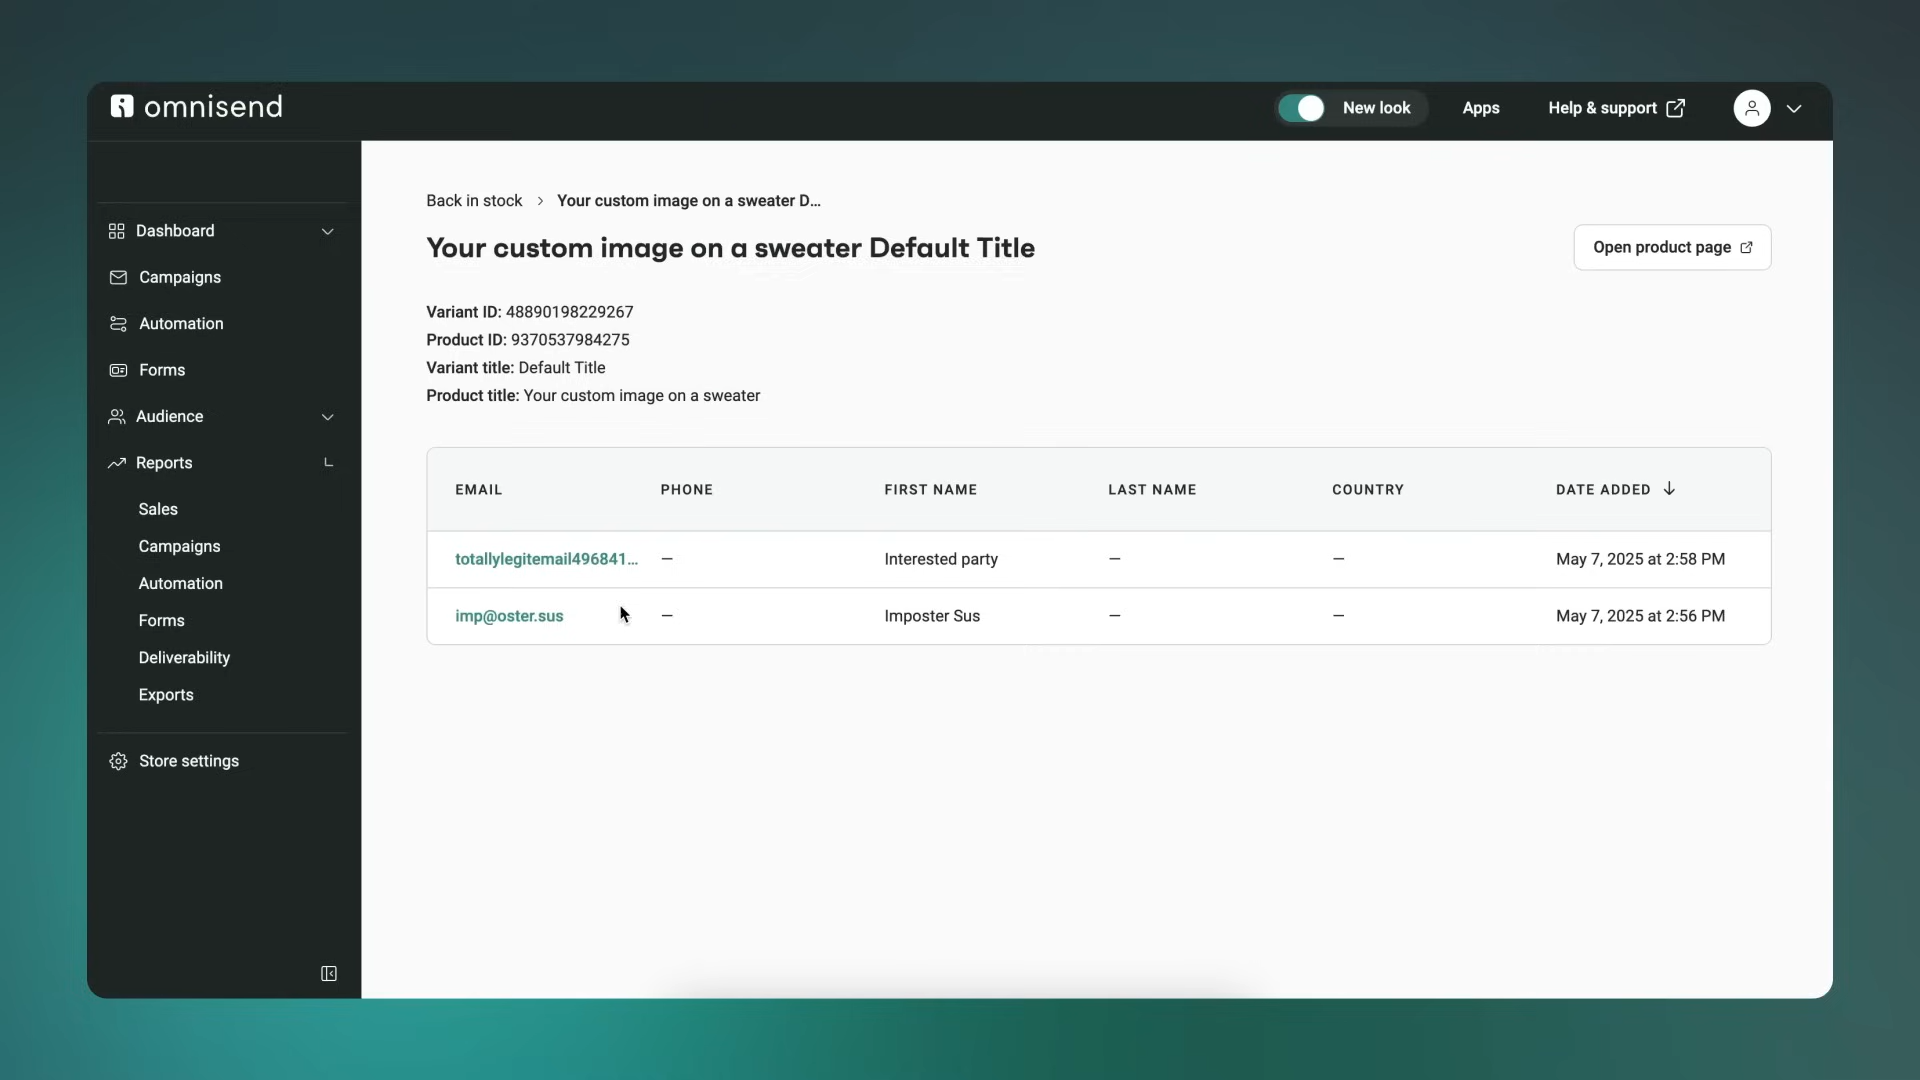 omnisend
New look
Apps
Help & support
Dashboard
Campaigns
Automation
Forms
Audience
Reports
Sales
Campaigns
Automation
Forms
Deliverability
Exports
Store settings
Back in stock > Your custom image on a sweater D...
Your custom image on a sweater Default Title
Open product page
Variant ID: 48890198229267
Product ID: 9370537984275
Variant title: Default Title
Product title: Your custom image on a sweater
EMAIL PHONE FIRST NAME LAST NAME COUNTRY DATE ADDED ↓
totallylegitemail496841... — Interested party — — May 7, 2025 at 2:58 PM
imp@oster.sus — Imposter Sus — — May 7, 2025 at 2:56 PM